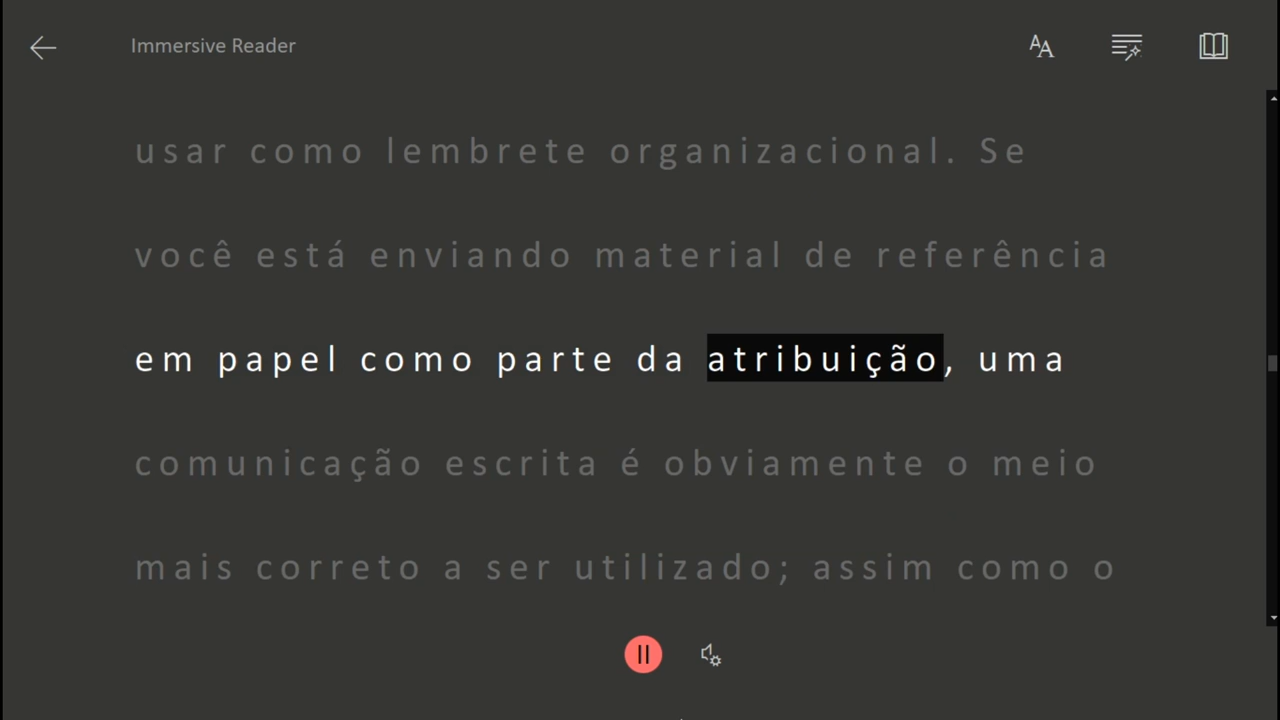 Immersive Reader
usar como lembrete organizacional. Se
você está enviando material de referência
em papel como parte da atribuição, uma
comunicação escrita é obviamente o meio
mais correto a ser utilizado; assim como o